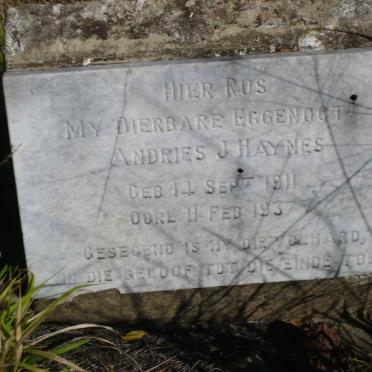 HIER RUS
MY DIERBARE EGGENOOT
ANDRIES J HAYNES
GEB 14 SEPT 1911
OORL 11 FEB 1937
GESEGEND IS HY DIE VOLHARD,
IN DIE GELOOF TOT DIE EINDE TOE